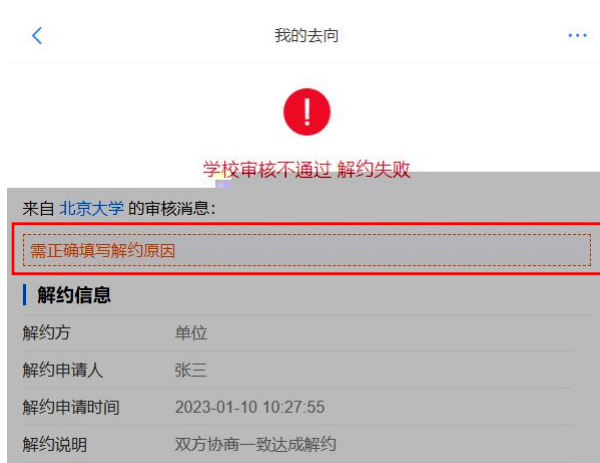 我的去向
学校审核不通过 解约失败
来自 北京大学 的审核消息：
需正确填写解约原因
解约信息
解约方 单位
解约申请人 张三
解约申请时间 2023-01-10 10:27:55
解约说明 双方协商一致达成解约